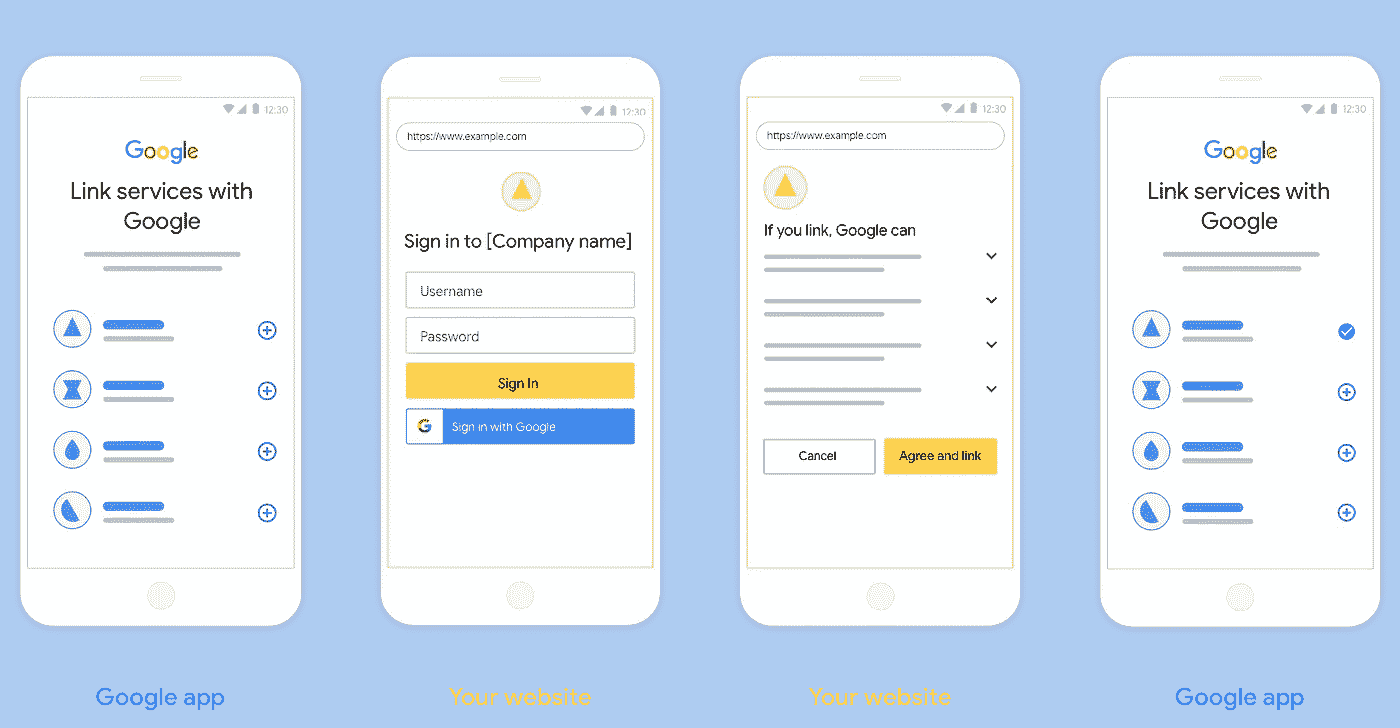 12:30
Google
Link services with
Google
Google app
12:30
https://www.example.com
Sign in to [Company name]
Username
Password
Sign In
G
Sign in with Google
Your website
12:30
https://www.example.com
If you link, Google can
Cancel
Agree and link
Your website
12:30
Google
Link services with
Google
Google app